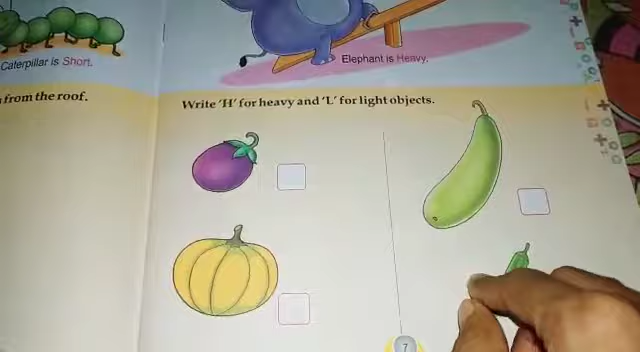 Caterpillar is Short.
from the roof.
Elephant is Heavy.
Write 'H' for heavy and 'L' for light objects.
7